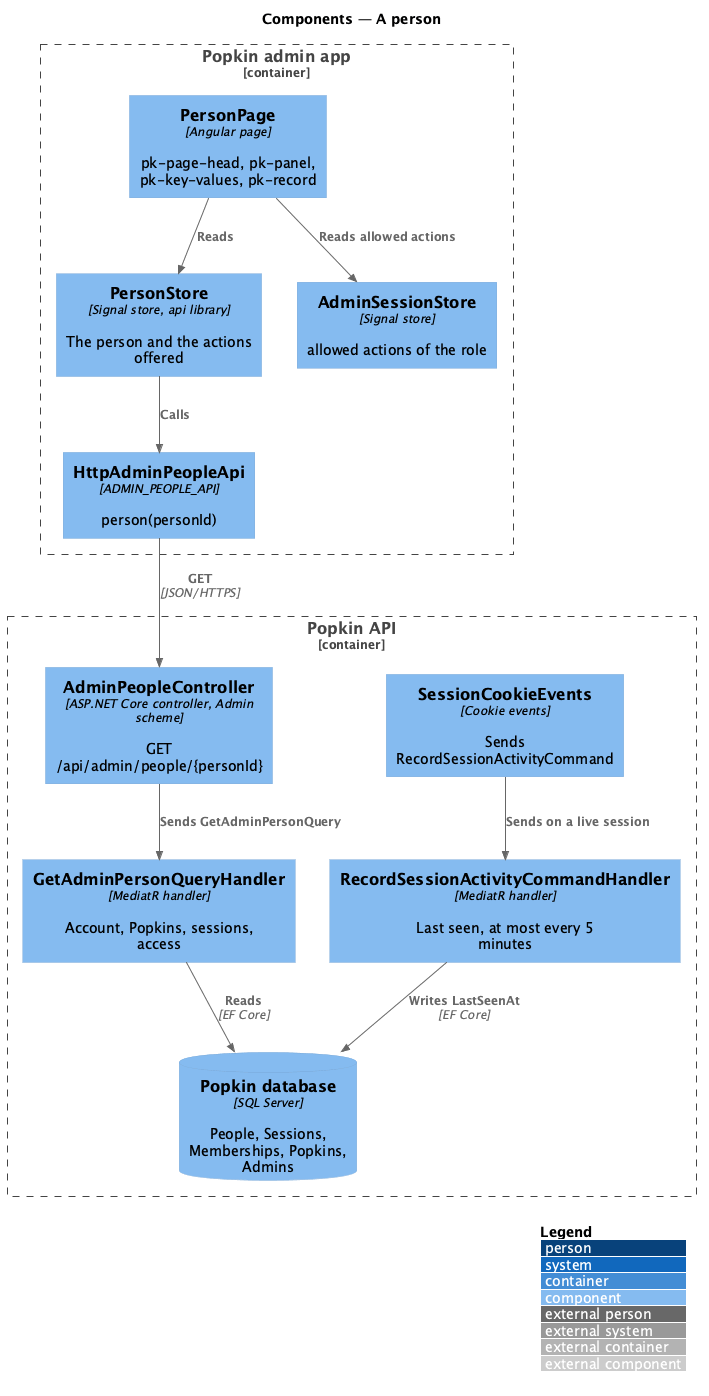 Components — A person
Popkin admin app
[container]
PersonPage
[Angular page]
pk-page-head, pk-panel,
pk-key-values, pk-record
Reads
Reads allowed actions
PersonStore
[Signal store, api library]
The person and the actions
offered
AdminSessionStore
[Signal store]
allowed actions of the role
Calls
HttpAdminPeopleApi
[ADMIN_PEOPLE_API]
person(personId)
GET
[JSON/HTTPS]
Popkin API
[container]
AdminPeopleController
[ASP.NET Core controller, Admin
scheme]
GET
/api/admin/people/{personId}
SessionCookieEvents
[Cookie events]
Sends
RecordSessionActivityCommand
Sends GetAdminPersonQuery
Sends on a live session
GetAdminPersonQueryHandler
[MediatR handler]
Account, Popkins, sessions,
access
RecordSessionActivityCommandHandler
[MediatR handler]
Last seen, at most every 5
minutes
Reads
[EF Core]
Writes LastSeenAt
[EF Core]
Popkin database
[SQL Server]
People, Sessions,
Memberships, Popkins,
Admins
Legend
person
system
container
component
external person
external system
external container
external component